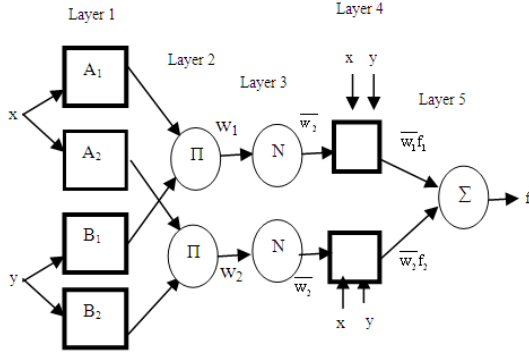 Layer 1
Layer 2
Layer 3
Layer 4
Layer 5
x
y
A₁
A₂
B₁
B₂
Π
Π
w₁
w₂
N
N
w̅₂
w̅₂
x y
x y
w̅₁f₁
w̅₂f₂
Σ
f